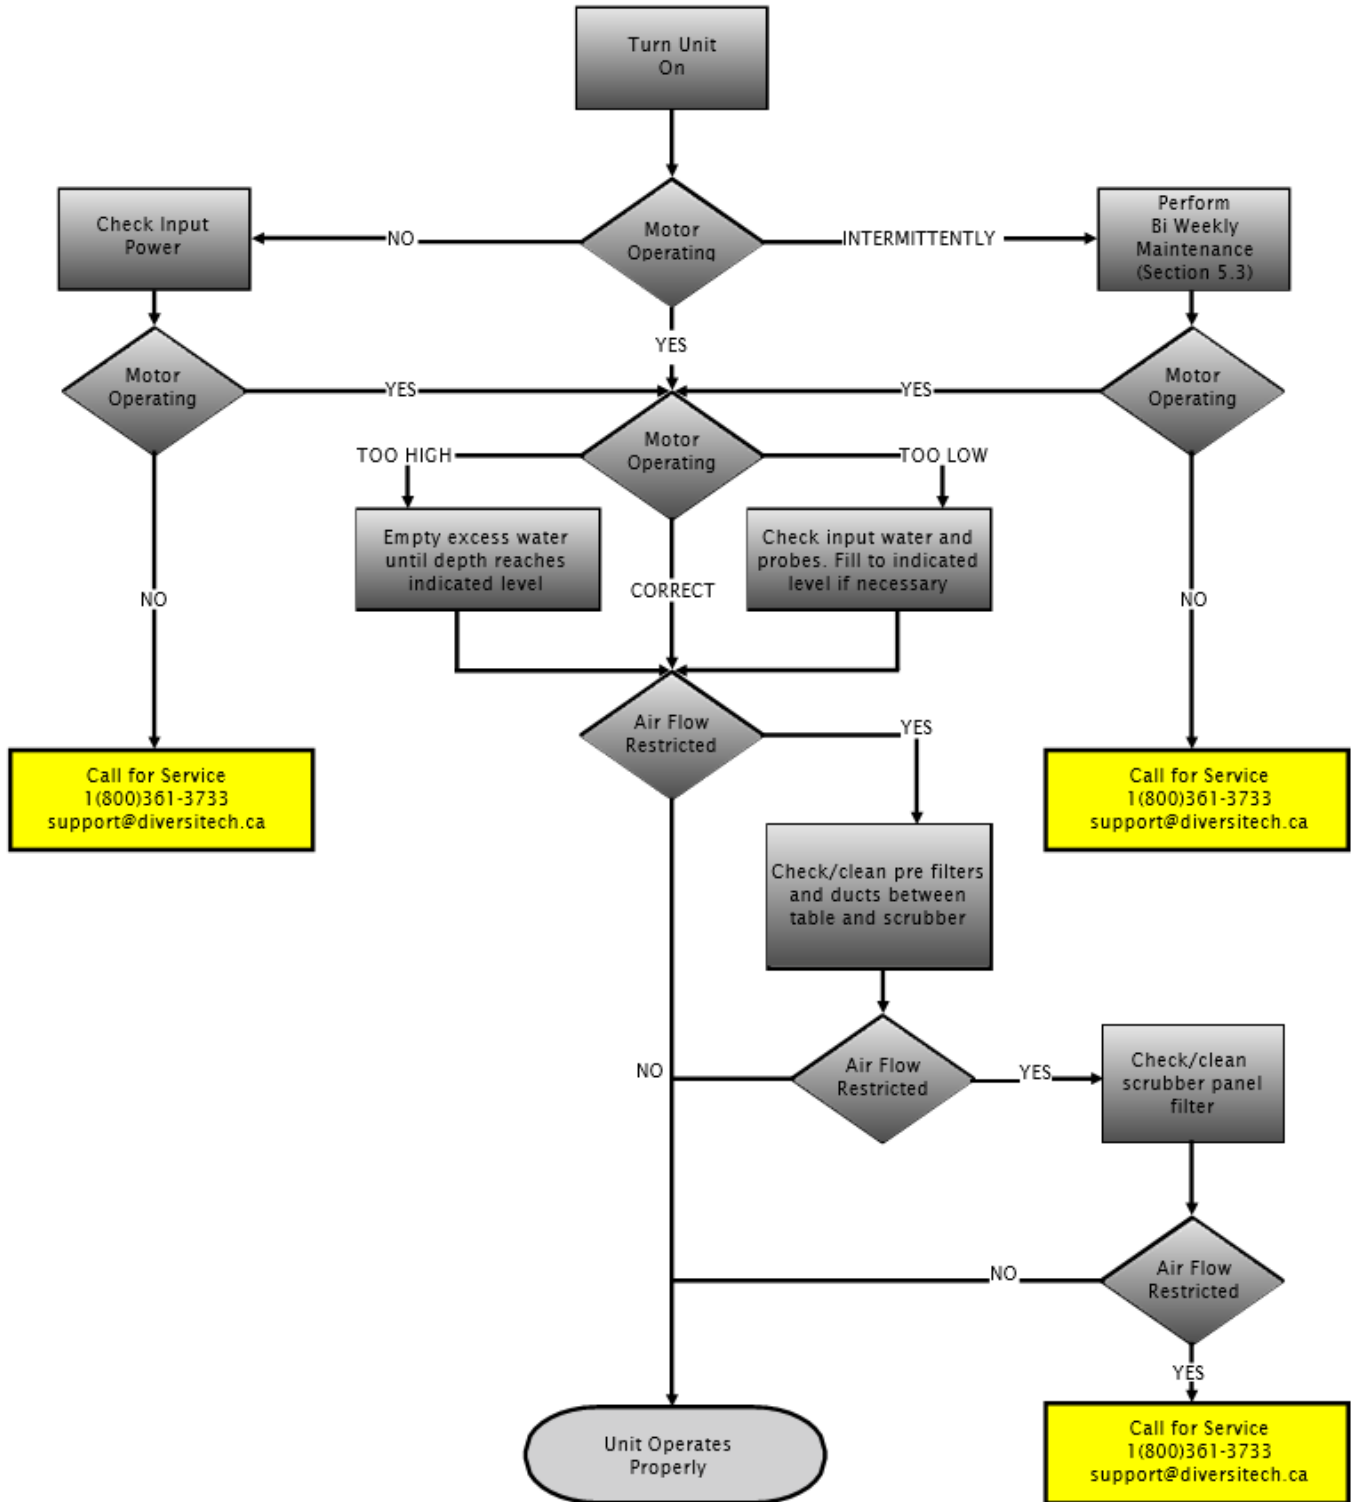 Turn Unit
On
Motor
Operating
NO
INTERMITTENTLY
YES
Check Input
Power
Perform
Bi Weekly
Maintenance
(Section 5.3)
Motor
Operating
YES
NO
Motor
Operating
YES
NO
Motor
Operating
TOO HIGH
TOO LOW
CORRECT
Empty excess water
until depth reaches
indicated level
Check input water and
probes. Fill to indicated
level if necessary
Call for Service
1(800)361-3733
support@diversitech.ca
Air Flow
Restricted
YES
NO
Call for Service
1(800)361-3733
support@diversitech.ca
Check/clean pre filters
and ducts between
table and scrubber
Air Flow
Restricted
YES
Check/clean
scrubber panel
filter
Air Flow
Restricted
NO
YES
Unit Operates
Properly
Call for Service
1(800)361-3733
support@diversitech.ca